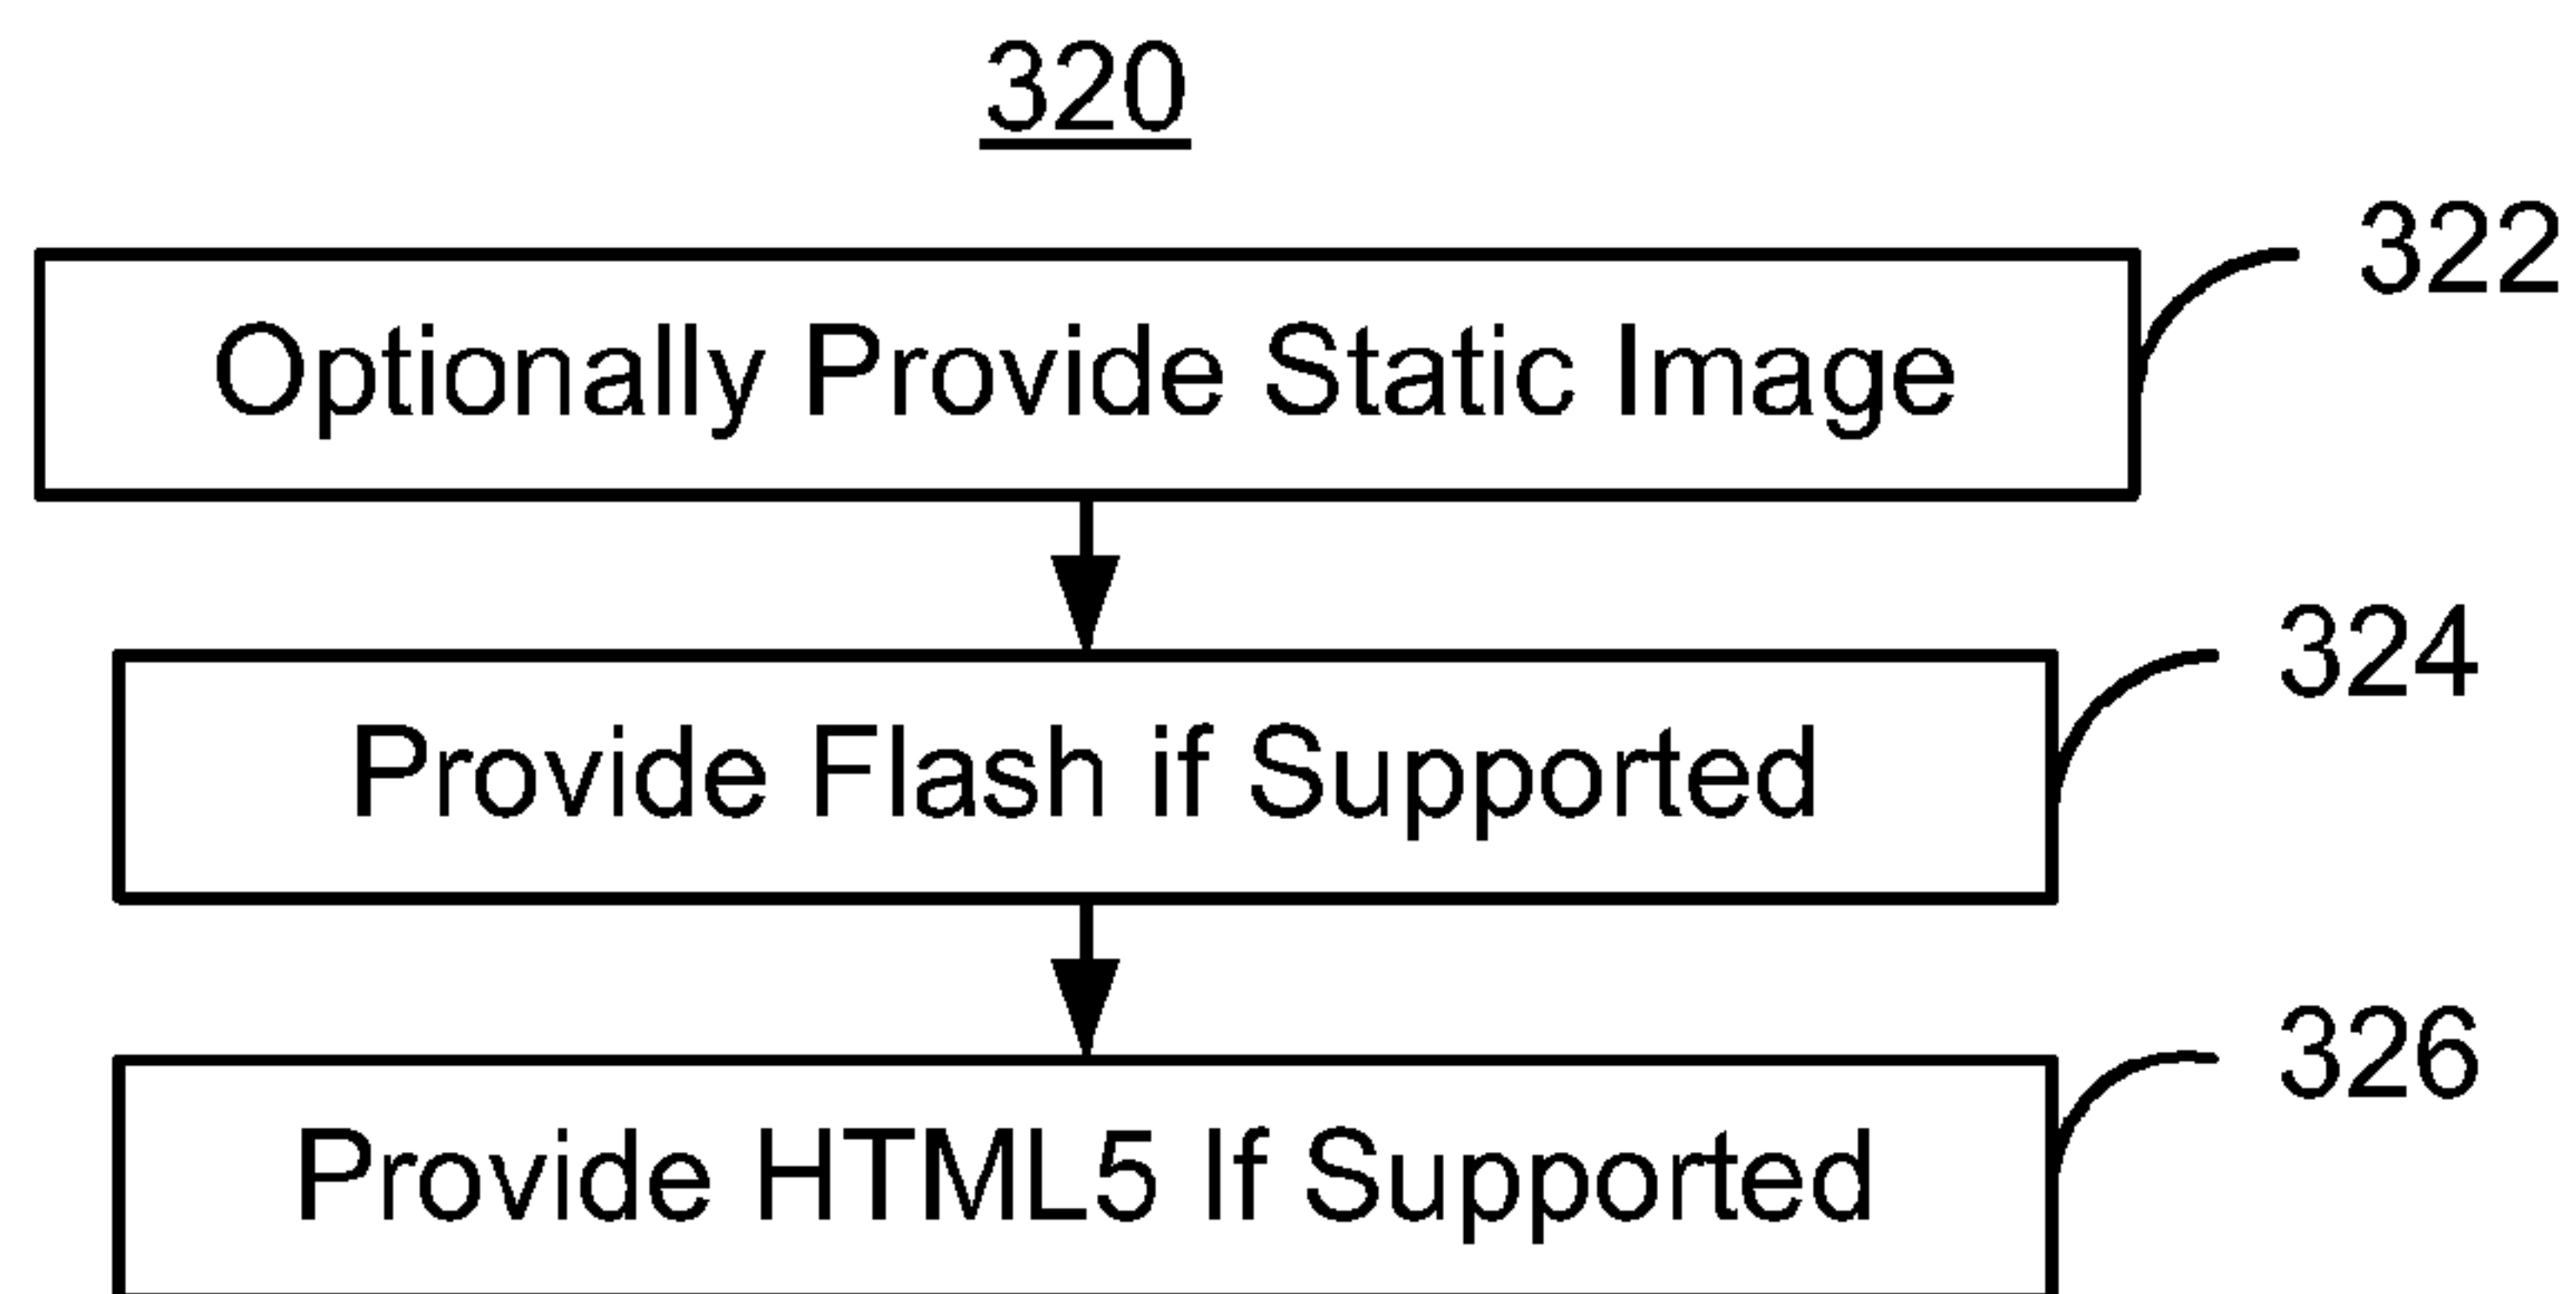 320
322
Optionally Provide Static Image
324
Provide Flash if Supported
326
Provide HTML5 If Supported